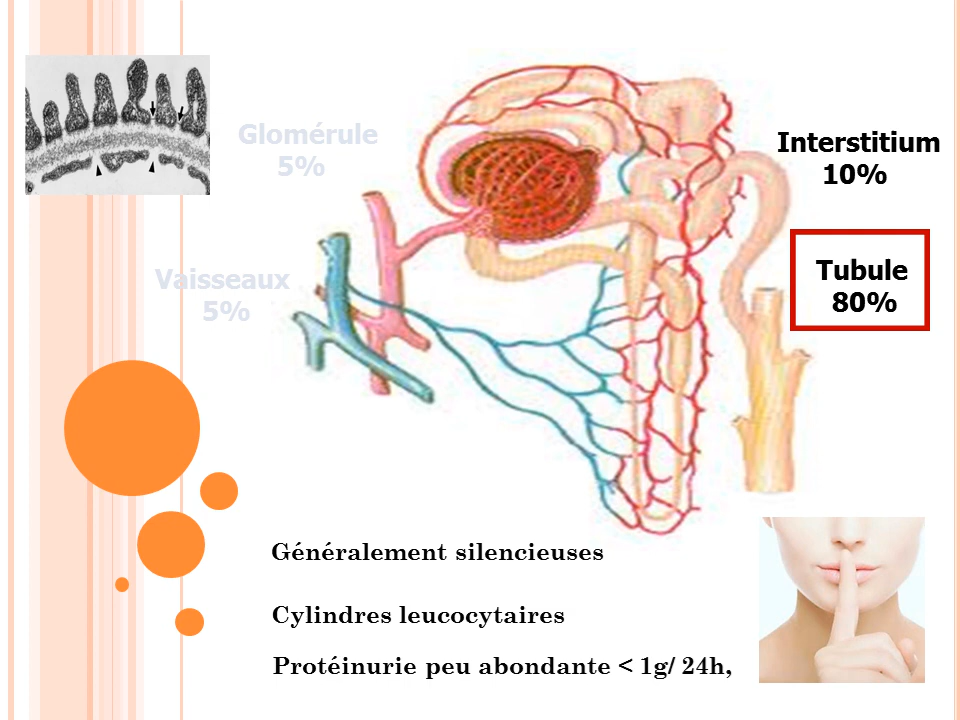 Glomérule
5%
Interstitium
10%
Vaisseaux
5%
Tubule
80%
Généralement silencieuses
Cylindres leucocytaires
Protéinurie peu abondante < 1g/ 24h,